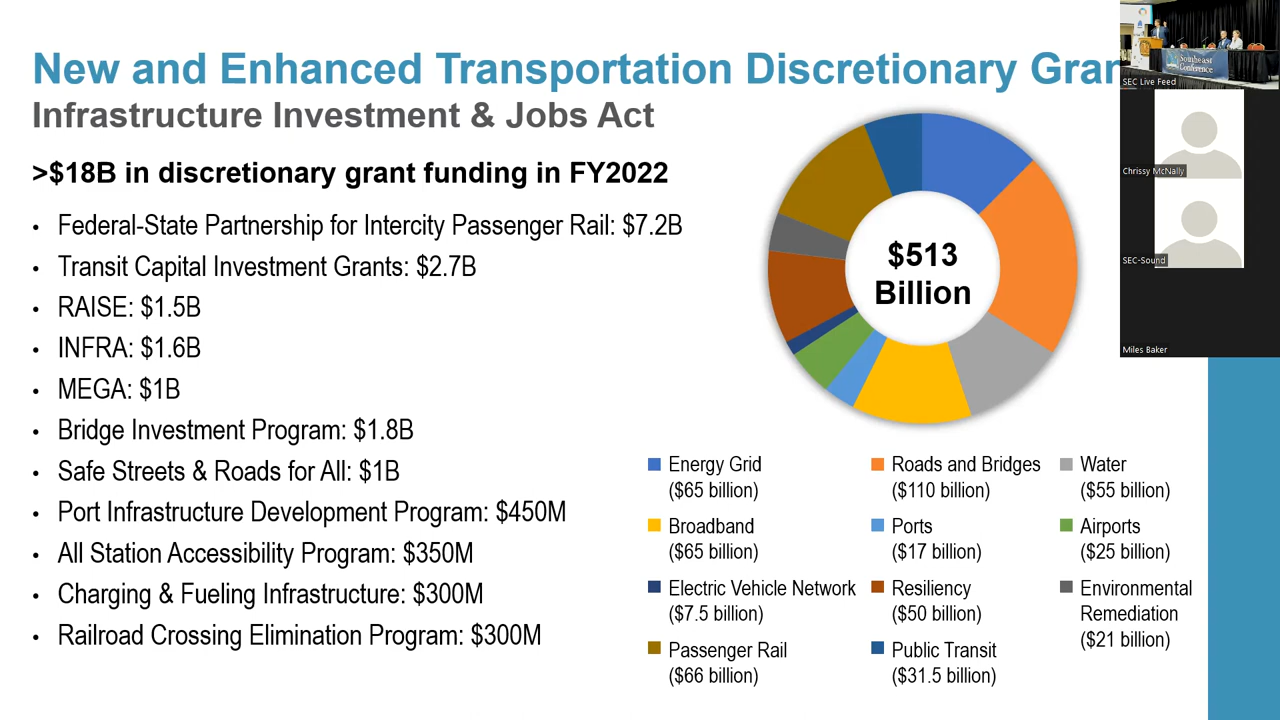 New and Enhanced Transportation Discretionary Gran
Infrastructure Investment & Jobs Act
>$18B in discretionary grant funding in FY2022
• Federal-State Partnership for Intercity Passenger Rail: $7.2B
• Transit Capital Investment Grants: $2.7B
• RAISE: $1.5B
• INFRA: $1.6B
• MEGA: $1B
• Bridge Investment Program: $1.8B
• Safe Streets & Roads for All: $1B
• Port Infrastructure Development Program: $450M
• All Station Accessibility Program: $350M
• Charging & Fueling Infrastructure: $300M
• Railroad Crossing Elimination Program: $300M
$513
Billion
Energy Grid
($65 billion)
Roads and Bridges
($110 billion)
Water
($55 billion)
Broadband
($65 billion)
Ports
($17 billion)
Airports
($25 billion)
Electric Vehicle Network
($7.5 billion)
Resiliency
($50 billion)
Environmental
Remediation
($21 billion)
Passenger Rail
($66 billion)
Public Transit
($31.5 billion)
Southeast
Conference
SEC Live Feed
Chrissy McNally
SEC-Sound
Miles Baker